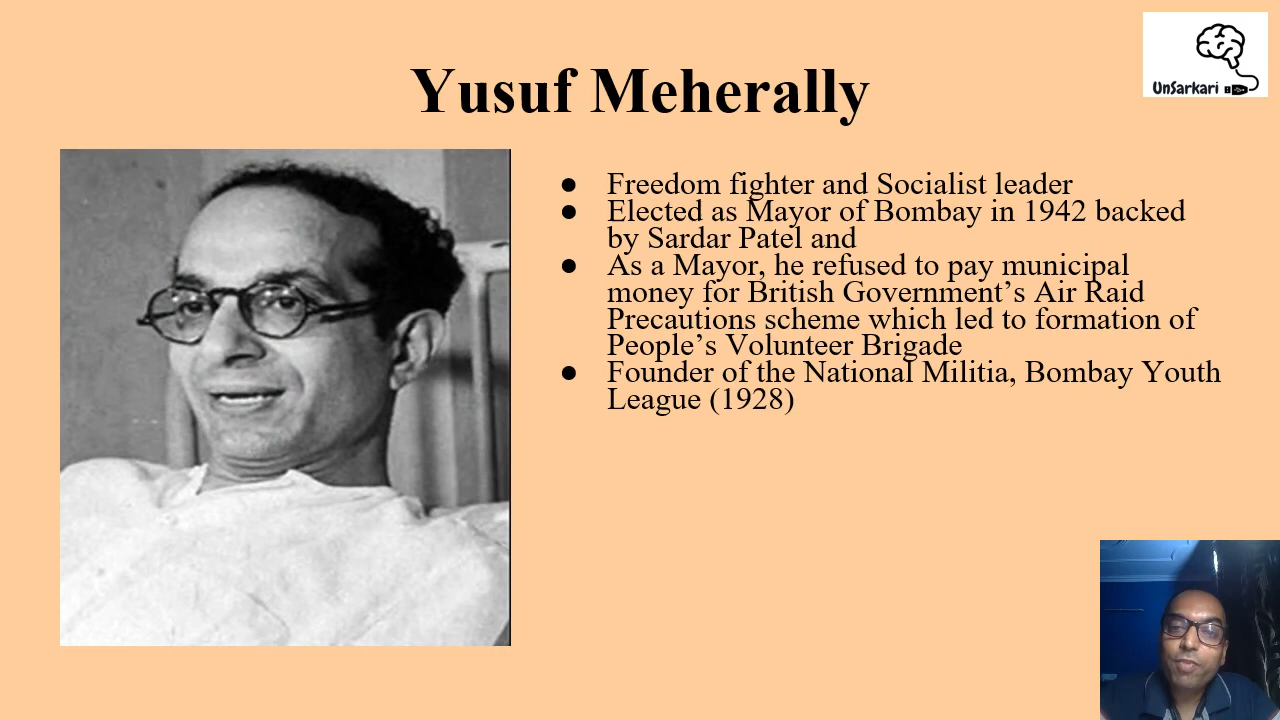 UnSarkari
Yusuf Meherally
● Freedom fighter and Socialist leader
● Elected as Mayor of Bombay in 1942 backed
by Sardar Patel and
● As a Mayor, he refused to pay municipal
money for British Government’s Air Raid
Precautions scheme which led to formation of
People’s Volunteer Brigade
● Founder of the National Militia, Bombay Youth
League (1928)